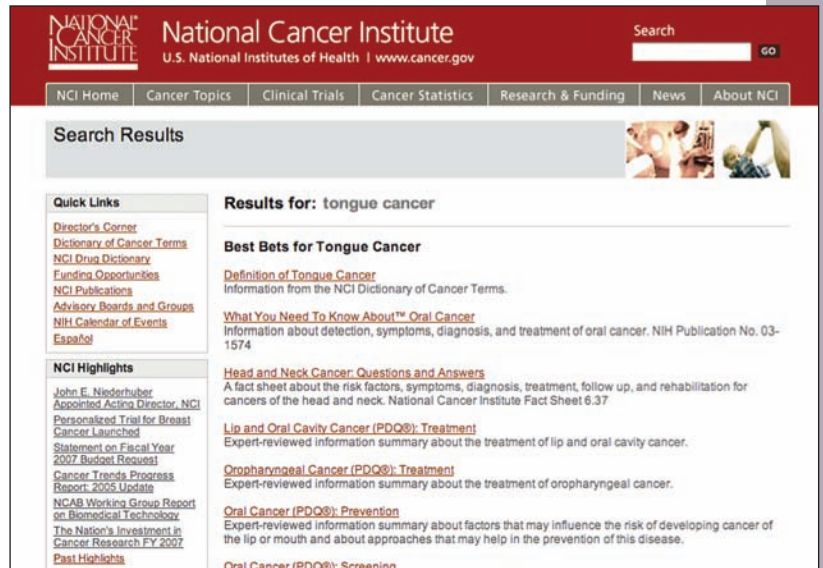 NATIONAL
CANCER
INSTITUTE
National Cancer Institute
U.S. National Institutes of Health | www.cancer.gov
Search
GO
NCI Home Cancer Topics Clinical Trials Cancer Statistics Research & Funding News About NCI
Search Results
Quick Links
Director's Corner
Dictionary of Cancer Terms
NCI Drug Dictionary
Funding Opportunities
NCI Publications
Advisory Boards and Groups
NIH Calendar of Events
Español
NCI Highlights
John E. Niederhuber
Appointed Acting Director, NCI
Personalized Trial for Breast
Cancer Launched
Statement on Fiscal Year
2007 Budget Request
Cancer Trends Progress
Report: 2005 Update
NCAB Working Group Report
on Biomedical Technology
The Nation's Investment in
Cancer Research FY 2007
Past Highlights
Results for: tongue cancer
Best Bets for Tongue Cancer
Definition of Tongue Cancer
Information from the NCI Dictionary of Cancer Terms.
What You Need To Know About™ Oral Cancer
Information about detection, symptoms, diagnosis, and treatment of oral cancer. NIH Publication No. 03-
1574
Head and Neck Cancer: Questions and Answers
A fact sheet about the risk factors, symptoms, diagnosis, treatment, follow up, and rehabilitation for
cancers of the head and neck. National Cancer Institute Fact Sheet 6.37
Lip and Oral Cavity Cancer (PDQ®): Treatment
Expert-reviewed information summary about the treatment of lip and oral cavity cancer.
Oropharyngeal Cancer (PDQ®): Treatment
Expert-reviewed information summary about the treatment of oropharyngeal cancer.
Oral Cancer (PDQ®): Prevention
Expert-reviewed information summary about factors that may influence the risk of developing cancer of
the lip or mouth and about approaches that may help in the prevention of this disease.
Oral Cancer (PDQ®): Screening